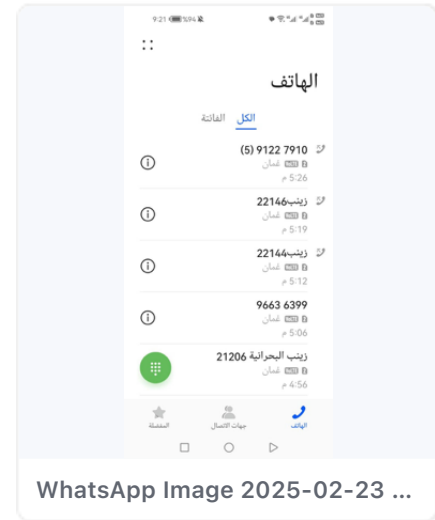 9:21 %94
الهاتف
الكل الفائتة
(5) 9122 7910
عُمان
5:26 م
زينب22146
عُمان
5:19 م
زينب22144
عُمان
5:12 م
9663 6399
عُمان
5:06 م
زينب البحرانية 21206
عُمان
4:56 م
الهاتف جهات الاتصال المفضلة
WhatsApp Image 2025-02-23 ...